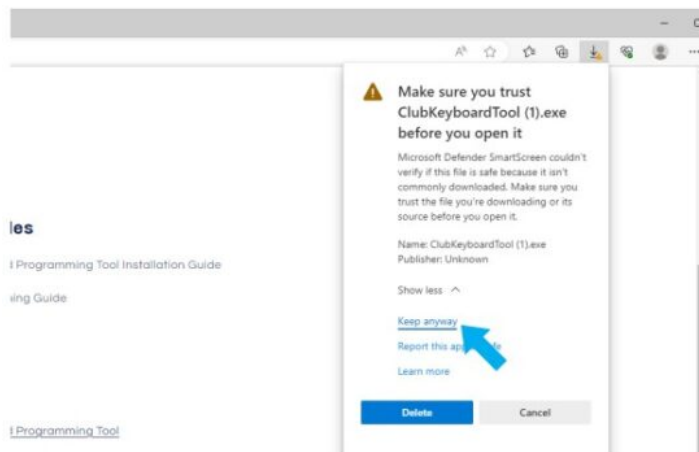 Make sure you trust
ClubKeyboardTool (1).exe
before you open it
Microsoft Defender SmartScreen couldn't
verify if this file is safe because it isn't
commonly downloaded. Make sure you
trust the file you're downloading or its
source before you open it.
Name: ClubKeyboardTool (1).exe
Publisher: Unknown
Show less
Keep anyway
Report this app
Learn more
Delete Cancel
les
l Programming Tool Installation Guide
ing Guide
l Programming Tool